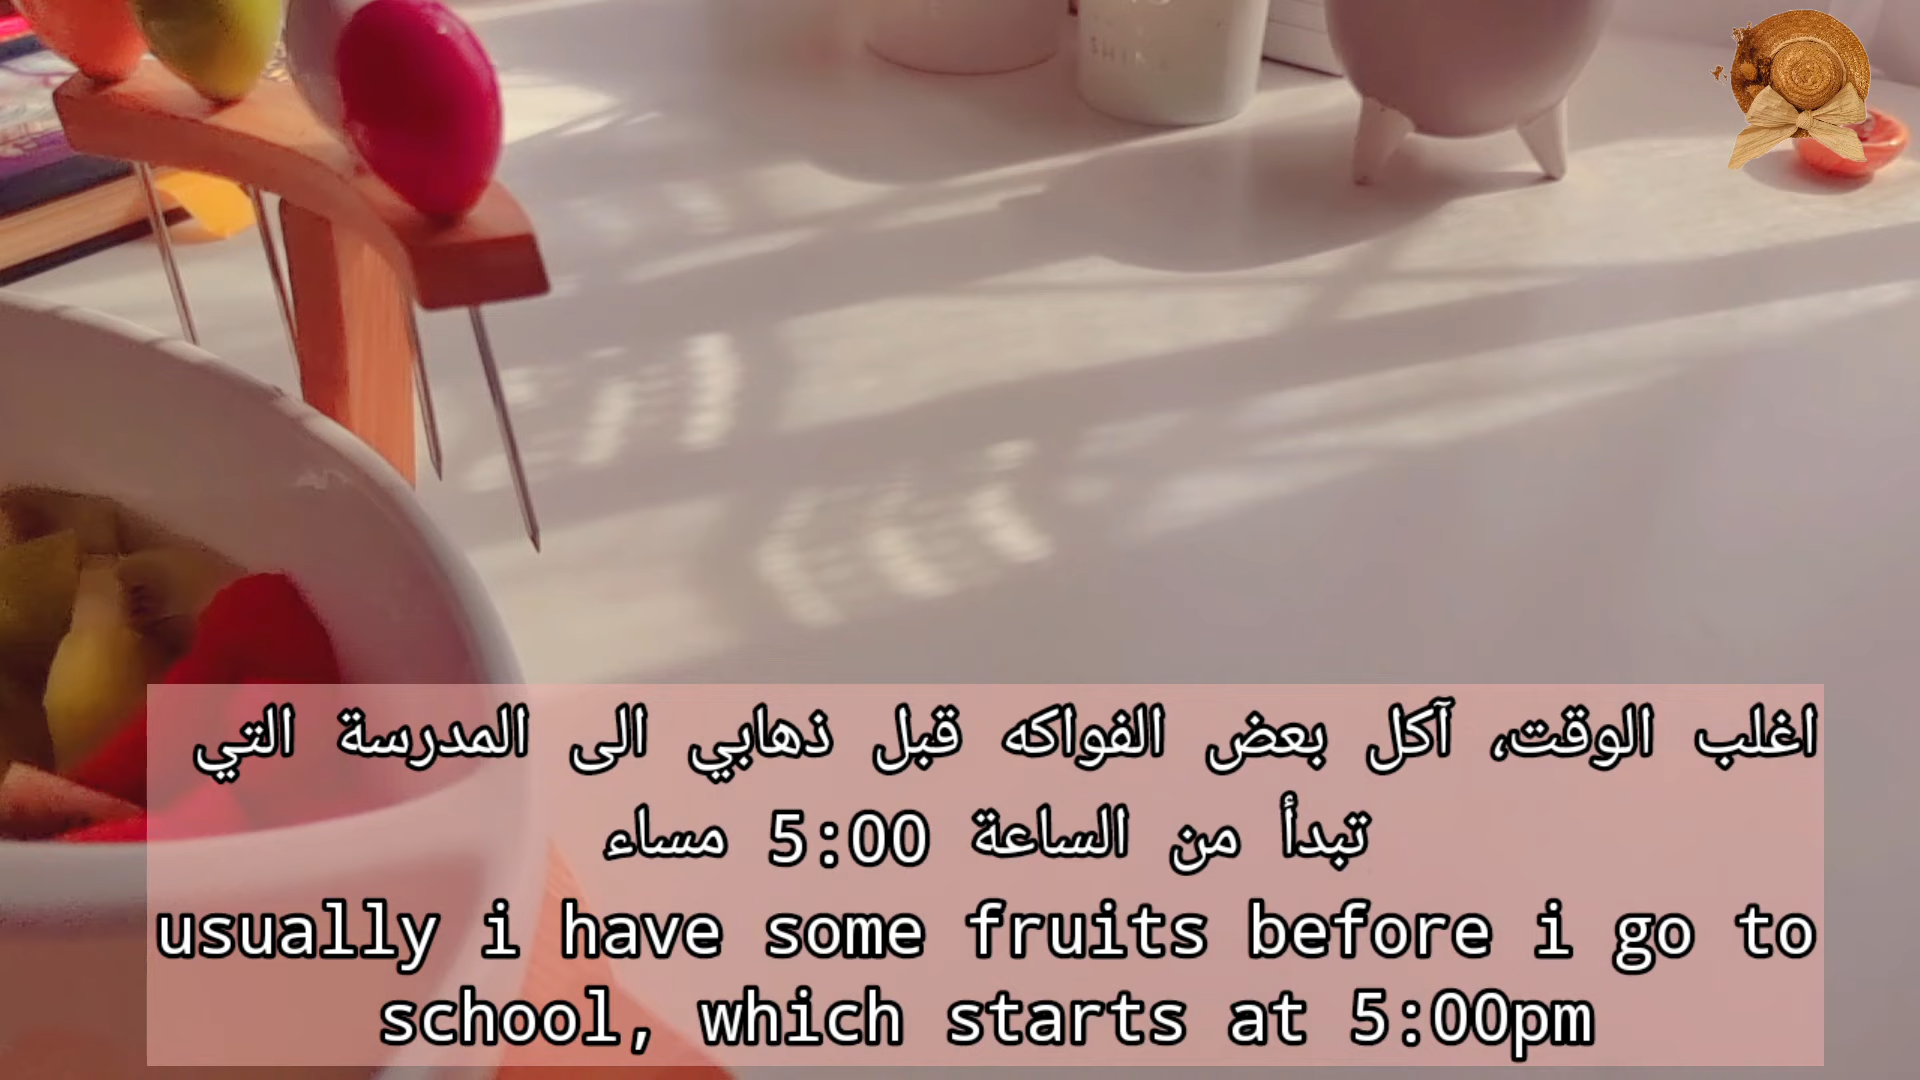 SHINE
اغلب الوقت، آكل بعض الفواكه قبل ذهابي الى المدرسة التي
تبدأ من الساعة 5:00 مساء
usually i have some fruits before i go to
school, which starts at 5:00pm